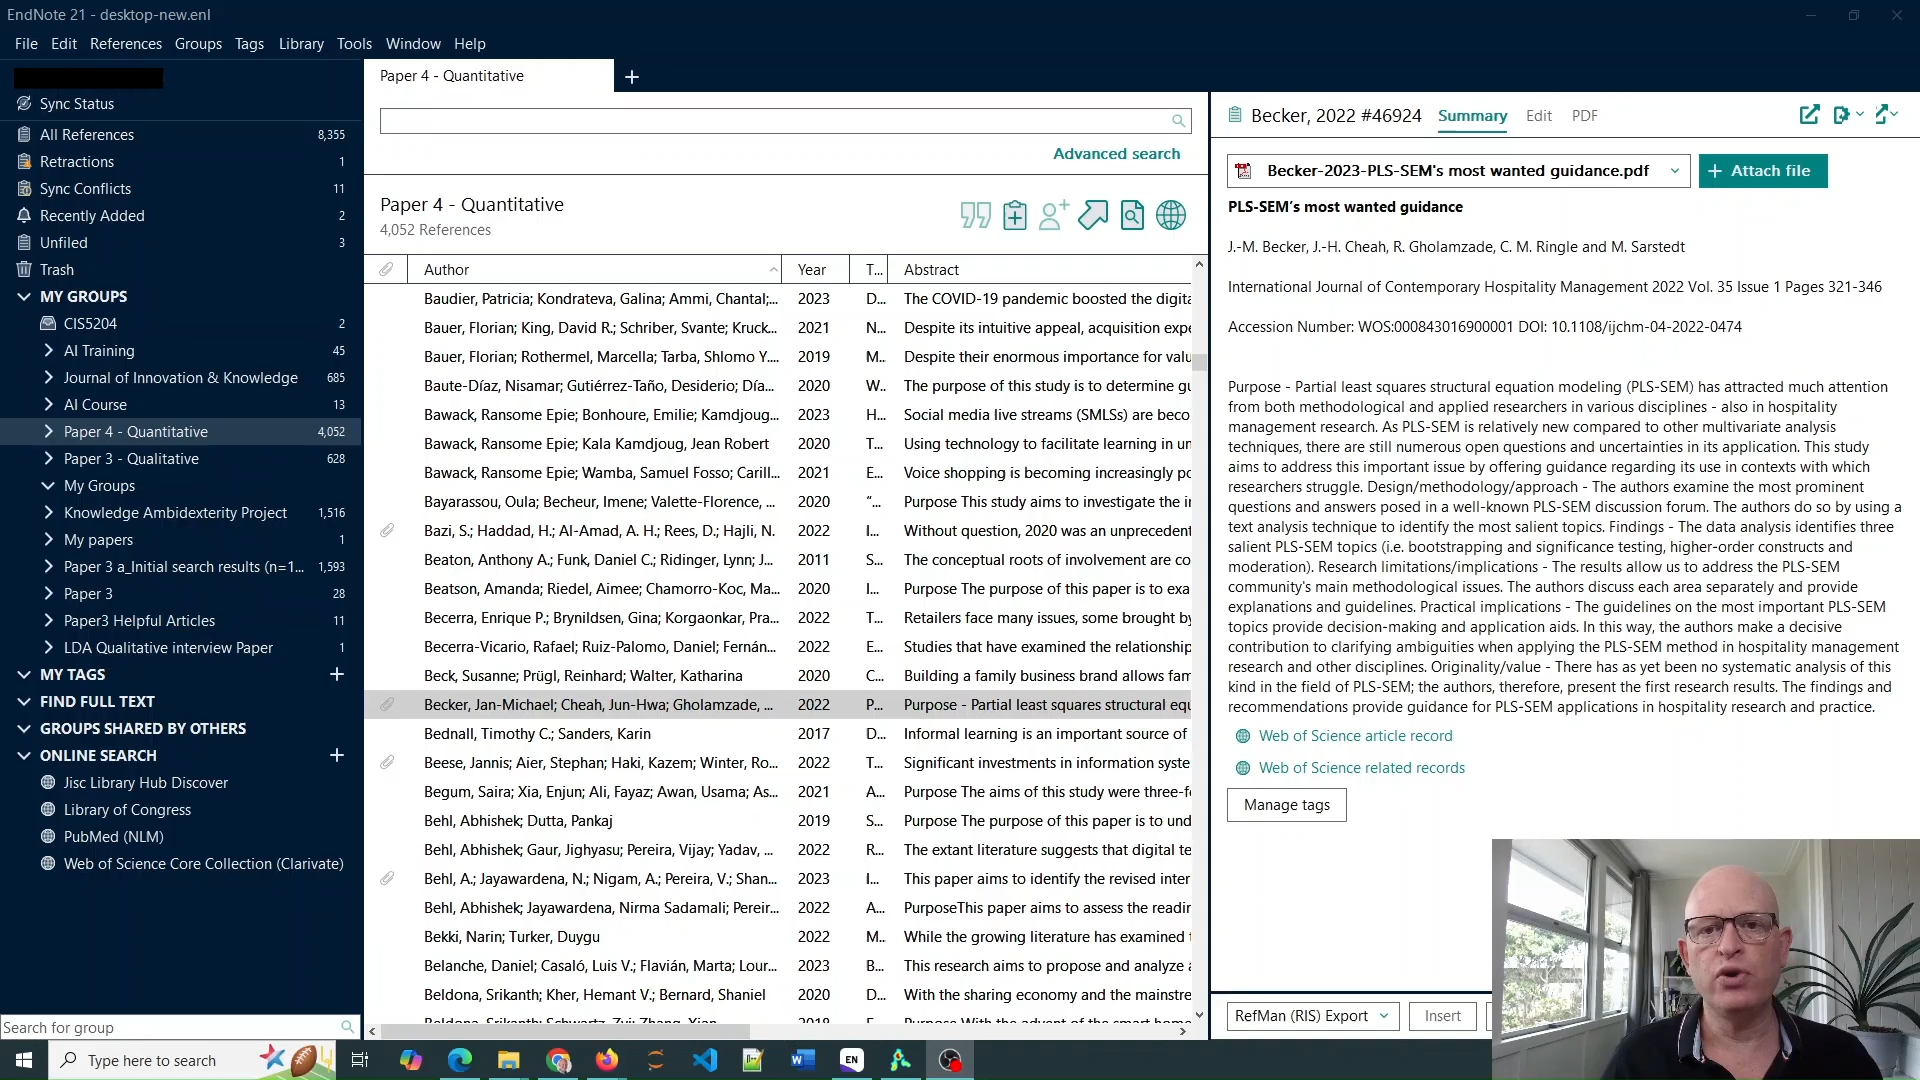 EndNote 21 - desktop-new.enl
File Edit References Groups Tags Library Tools Window Help
Sync Status
All References 8,355
Retractions 1
Sync Conflicts 11
Recently Added 2
Unfiled 3
Trash
MY GROUPS
CIS5204 2
AI Training 45
Journal of Innovation & Knowledge 685
AI Course 13
Paper 4 - Quantitative 4,052
Paper 3 - Qualitative 628
My Groups
Knowledge Ambidexterity Project 1,516
My papers 1
Paper 3 a_Initial search results (n=1... 1,593
Paper 3 28
Paper3 Helpful Articles 11
LDA Qualitative interview Paper 1
MY TAGS
FIND FULL TEXT
GROUPS SHARED BY OTHERS
ONLINE SEARCH
Jisc Library Hub Discover
Library of Congress
PubMed (NLM)
Web of Science Core Collection (Clarivate)
Search for group
Paper 4 - Quantitative
Advanced search
Paper 4 - Quantitative
4,052 References
Author Year T... Abstract
Baudier, Patricia; Kondrateva, Galina; Ammi, Chantal;... 2023 D... The COVID-19 pandemic boosted the digita
Bauer, Florian; King, David R.; Schriber, Svante; Kruck... 2021 N... Despite its intuitive appeal, acquisition expe
Bauer, Florian; Rothermel, Marcella; Tarba, Shlomo Y.... 2019 M.. Despite their enormous importance for valu
Baute-Díaz, Nisamar; Gutiérrez-Taño, Desiderio; Día... 2020 W.. The purpose of this study is to determine gu
Bawack, Ransome Epie; Bonhoure, Emilie; Kamdjoug... 2023 H... Social media live streams (SMLSs) are beco
Bawack, Ransome Epie; Kala Kamdjoug, Jean Robert 2020 T... Using technology to facilitate learning in un
Bawack, Ransome Epie; Wamba, Samuel Fosso; Carill... 2021 E... Voice shopping is becoming increasingly po
Bayarassou, Oula; Becheur, Imene; Valette-Florence, ... 2020 “... Purpose This study aims to investigate the i
Bazi, S.; Haddad, H.; Al-Amad, A. H.; Rees, D.; Hajli, N. 2022 I... Without question, 2020 was an unprecedent
Beaton, Anthony A.; Funk, Daniel C.; Ridinger, Lynn; J... 2011 S... The conceptual roots of involvement are co
Beatson, Amanda; Riedel, Aimee; Chamorro-Koc, Ma... 2020 I... Purpose The purpose of this paper is to exa
Becerra, Enrique P.; Brynildsen, Gina; Korgaonkar, Pra... 2022 T... Retailers face many issues, some brought by
Becerra-Vicario, Rafael; Ruiz-Palomo, Daniel; Fernán... 2022 E... Studies that have examined the relationship
Beck, Susanne; Prügl, Reinhard; Walter, Katharina 2020 C... Building a family business brand allows fam
Becker, Jan-Michael; Cheah, Jun-Hwa; Gholamzade, ... 2022 P... Purpose - Partial least squares structural equ
Bednall, Timothy C.; Sanders, Karin 2017 D... Informal learning is an important source of
Beese, Jannis; Aier, Stephan; Haki, Kazem; Winter, Ro... 2022 T... Significant investments in information syste
Begum, Saira; Xia, Enjun; Ali, Fayaz; Awan, Usama; As... 2021 A... Purpose The aims of this study were three-f
Behl, Abhishek; Dutta, Pankaj 2019 S... Purpose The purpose of this paper is to und
Behl, Abhishek; Gaur, Jighyasu; Pereira, Vijay; Yadav, ... 2022 R... The extant literature suggests that digital te
Behl, A.; Jayawardena, N.; Nigam, A.; Pereira, V.; Shan... 2023 I... This paper aims to identify the revised inter
Behl, Abhishek; Jayawardena, Nirma Sadamali; Pereir... 2022 A... PurposeThis paper aims to assess the readin
Bekki, Narin; Turker, Duygu 2022 M.. While the growing literature has examined
Belanche, Daniel; Casaló, Luis V.; Flavián, Marta; Lour... 2023 B... This research aims to propose and analyze a
Beldona, Srikanth; Kher, Hemant V.; Bernard, Shaniel 2020 D... With the sharing economy and the mainstre
Becker, 2022 #46924 Summary Edit PDF
Becker-2023-PLS-SEM's most wanted guidance.pdf + Attach file
PLS-SEM’s most wanted guidance
J.-M. Becker, J.-H. Cheah, R. Gholamzade, C. M. Ringle and M. Sarstedt
International Journal of Contemporary Hospitality Management 2022 Vol. 35 Issue 1 Pages 321-346
Accession Number: WOS:000843016900001 DOI: 10.1108/ijchm-04-2022-0474
Purpose - Partial least squares structural equation modeling (PLS-SEM) has attracted much attention
from both methodological and applied researchers in various disciplines - also in hospitality
management research. As PLS-SEM is relatively new compared to other multivariate analysis
techniques, there are still numerous open questions and uncertainties in its application. This study
aims to address this important issue by offering guidance regarding its use in contexts with which
researchers struggle. Design/methodology/approach - The authors examine the most prominent
questions and answers posed in a well-known PLS-SEM discussion forum. The authors do so by using a
text analysis technique to identify the most salient topics. Findings - The data analysis identifies three
salient PLS-SEM topics (i.e. bootstrapping and significance testing, higher-order constructs and
moderation). Research limitations/implications - The results allow us to address the PLS-SEM
community's main methodological issues. The authors discuss each area separately and provide
explanations and guidelines. Practical implications - The guidelines on the most important PLS-SEM
topics provide decision-making and application aids. In this way, the authors make a decisive
contribution to clarifying ambiguities when applying the PLS-SEM method in hospitality management
research and other disciplines. Originality/value - There has as yet been no systematic analysis of this
kind in the field of PLS-SEM; the authors, therefore, present the first research results. The findings and
recommendations provide guidance for PLS-SEM applications in hospitality research and practice.
Web of Science article record
Web of Science related records
Manage tags
RefMan (RIS) Export Insert
Type here to search
EN